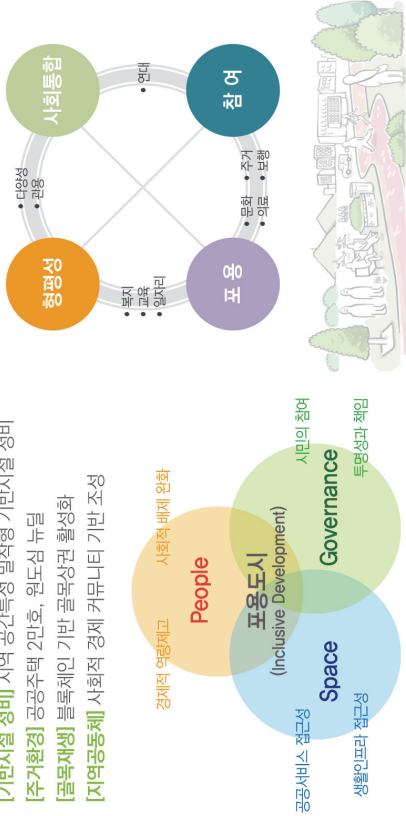 [기반시설 정비] 지역 공간특성 밀착형 기반시설 정비
[주거환경] 공공주택 2만호, 원도심 뉴딜
[골목재생] 블록체인 기반 골목상권 활성화
[지역공동체] 사회적 경제 커뮤니티 기반 조성
경제적 역량제고
사회적 배제 완화
People
포용도시
(Inclusive Development)
공공서비스 접근성
Space
생활인프라 접근성
시민의 참여
Governance
투명성과 책임
형평성
• 다양성
• 관용
사회통합
• 복지
• 교육
• 일자리
• 연대
포용
• 문화
• 주거
• 의료
• 보행
참여